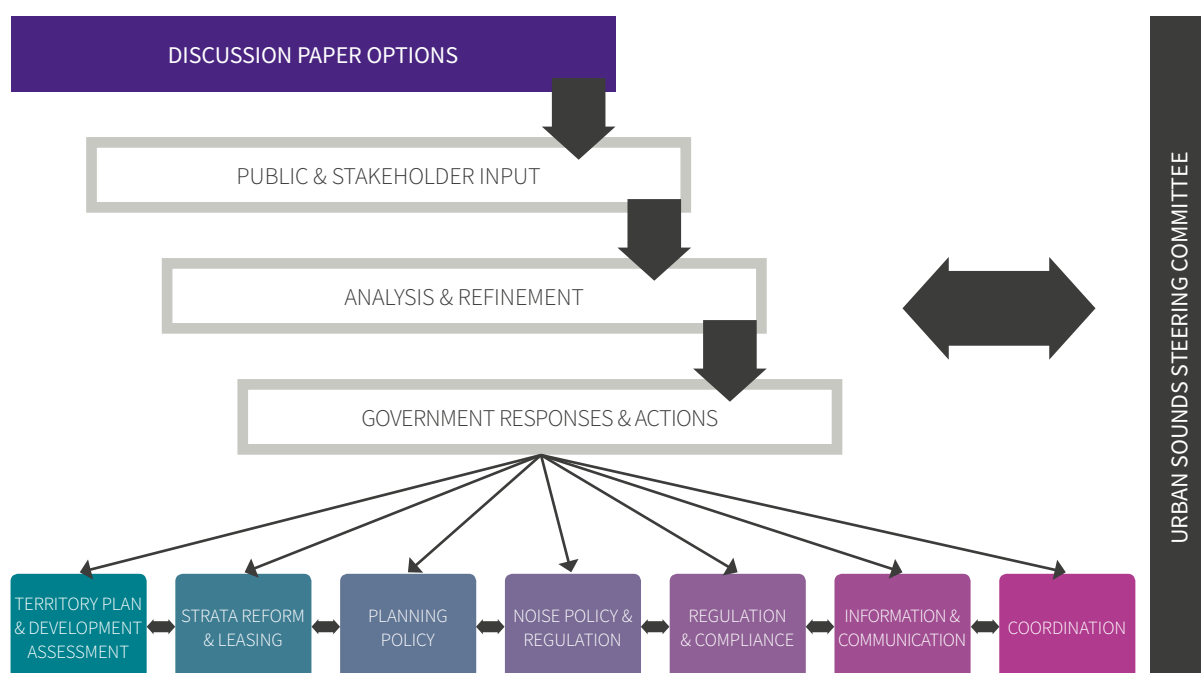 DISCUSSION PAPER OPTIONS
PUBLIC & STAKEHOLDER INPUT
ANALYSIS & REFINEMENT
GOVERNMENT RESPONSES & ACTIONS
URBAN SOUNDS STEERING COMMITTEE
TERRITORY PLAN
& DEVELOPMENT
ASSESSMENT
STRATA REFORM
& LEASING
PLANNING
POLICY
NOISE POLICY &
REGULATION
REGULATION
& COMPLIANCE
INFORMATION &
COMMUNICATION
COORDINATION